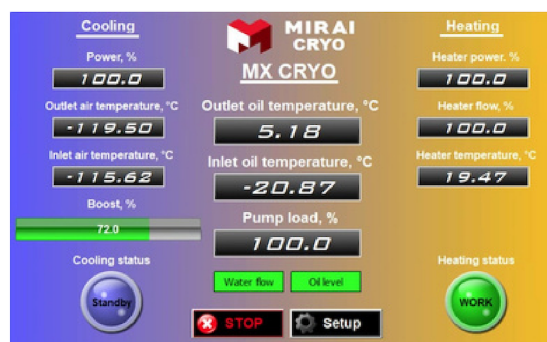 Cooling
Power, %
100.0
Outlet air temperature, °C
-119.50
Inlet air temperature, °C
-115.62
Boost, %
72.0
Cooling status
Standby
MIRAI
CRYO
MX CRYO
Outlet oil temperature, °C
5.18
Inlet oil temperature, °C
-20.87
Pump load, %
100.0
Water flow
Oil level
STOP
Setup
Heating
Heater power. %
100.0
Heater flow, %
100.0
Heater temperature, °C
19.47
Heating status
WORK